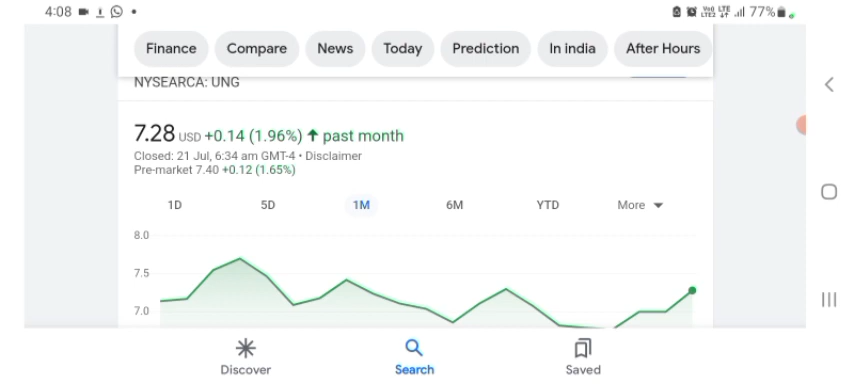 4:08
77%
Finance Compare News Today Prediction In india After Hours
NYSEARCA: UNG
7.28 USD +0.14 (1.96%) ↑ past month
Closed: 21 Jul, 6:34 am GMT-4 • Disclaimer
Pre-market 7.40 +0.12 (1.65%)
1D 5D 1M 6M YTD More
8.0
7.5
7.0
Discover Search Saved